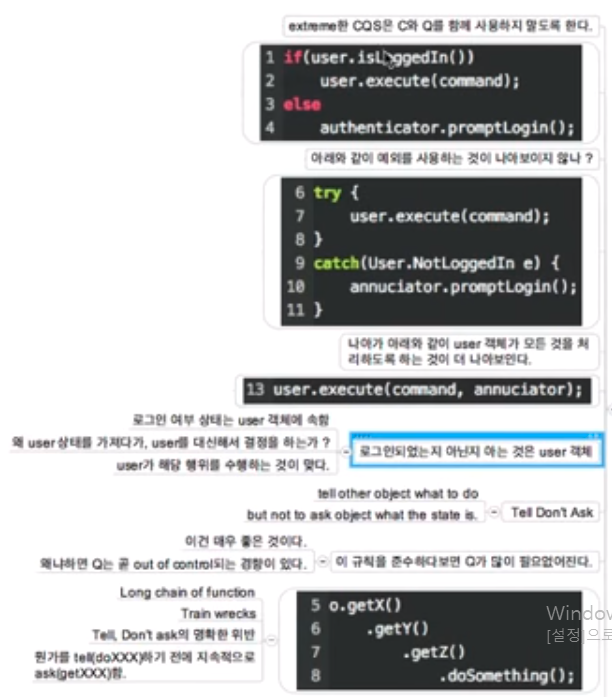 extreme한 CQS은 C와 Q를 함께 사용하지 말도록 한다.
1 if(user.isLoggedIn())
2     user.execute(command);
3 else
4     authenticator.promptLogin();
아래와 같이 예외를 사용하는 것이 나아보이지 않나 ?
6 try {
7     user.execute(command);
8 }
9 catch(User.NotLoggedIn e) {
10     annuciator.promptLogin();
11 }
나아가 아래와 같이 user 객체가 모든 것을 처
리하도록 하는 것이 더 나아보인다.
13 user.execute(command, annuciator);
로그인 여부 상태는 user 객체에 속함
왜 user상태를 가져다가, user를 대신해서 결정을 하는가 ?
user가 해당 행위를 수행하는 것이 맞다.
로그인되었는지 아닌지 아는 것은 user 객체
tell other object what to do
but not to ask object what the state is.
Tell Don't Ask
이건 매우 좋은 것이다.
왜냐하면 Q는 곧 out of control되는 경향이 있다.
이 규칙을 준수하다보면 Q가 많이 필요없어진다.
Long chain of function
Train wrecks
Tell, Don't ask의 명확한 위반
뭔가를 tell(doXXX)하기 전에 지속적으로
ask(getXXX)함.
5 o.getX()
6     .getY()
7         .getZ()
8             .doSomething();
Window
[설정]으로